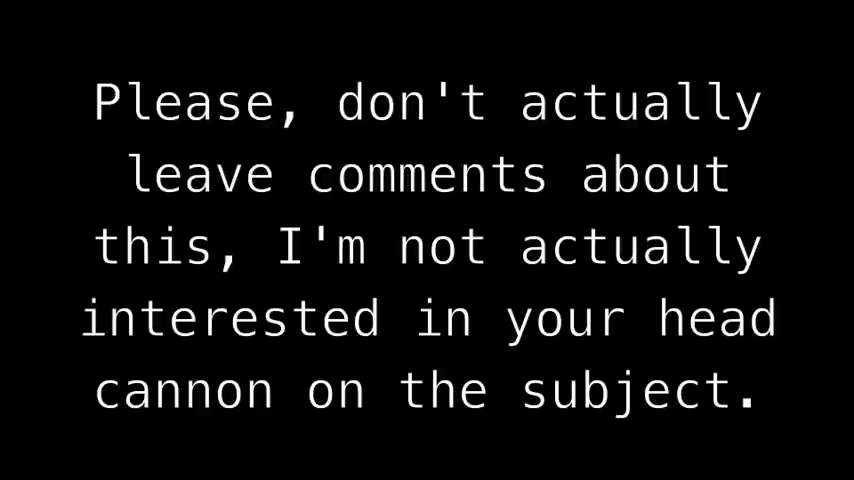 Please, don't actually
leave comments about
this, I'm not actually
interested in your head
cannon on the subject.